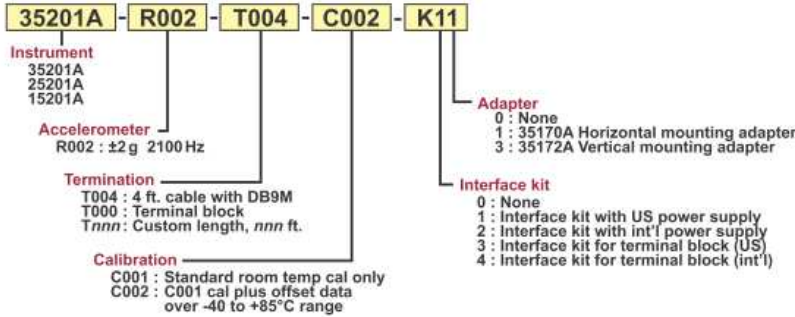 35201A - R002 - T004 - C002 - K11
Instrument
35201A
25201A
15201A
Accelerometer
R002 : ±2 g 2100 Hz
Termination
T004 : 4 ft. cable with DB9M
T000 : Terminal block
Tnnn : Custom length, nnn ft.
Calibration
C001 : Standard room temp cal only
C002 : C001 cal plus offset data
over -40 to +85°C range
Adapter
0 : None
1 : 35170A Horizontal mounting adapter
3 : 35172A Vertical mounting adapter
Interface kit
0 : None
1 : Interface kit with US power supply
2 : Interface kit with int'l power supply
3 : Interface kit for terminal block (US)
4 : Interface kit for terminal block (int'l)